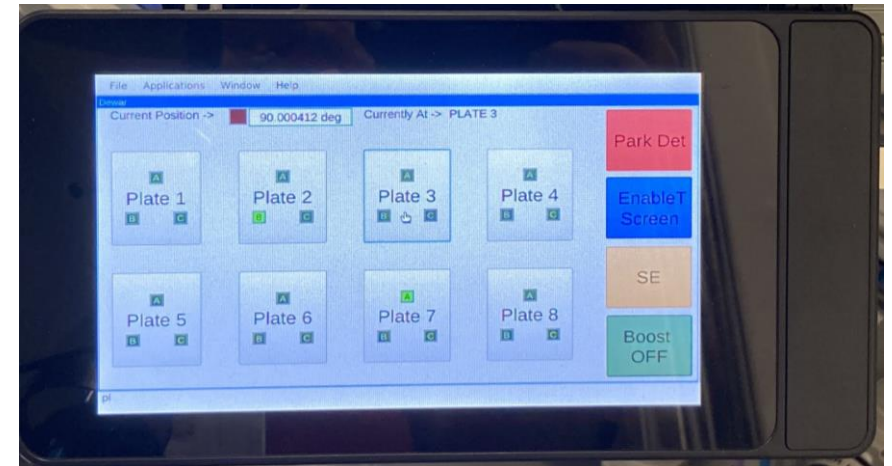 File Applications Window Help
Dewar
Current Position -> 90.000412 deg Currently At -> PLATE 3
Park Det
A A A A
Plate 1 Plate 2 Plate 3 Plate 4
B C B C B C B C
EnableT
Screen
SE
A A A A
Plate 5 Plate 6 Plate 7 Plate 8
B C B C B C B C
Boost
OFF
pl